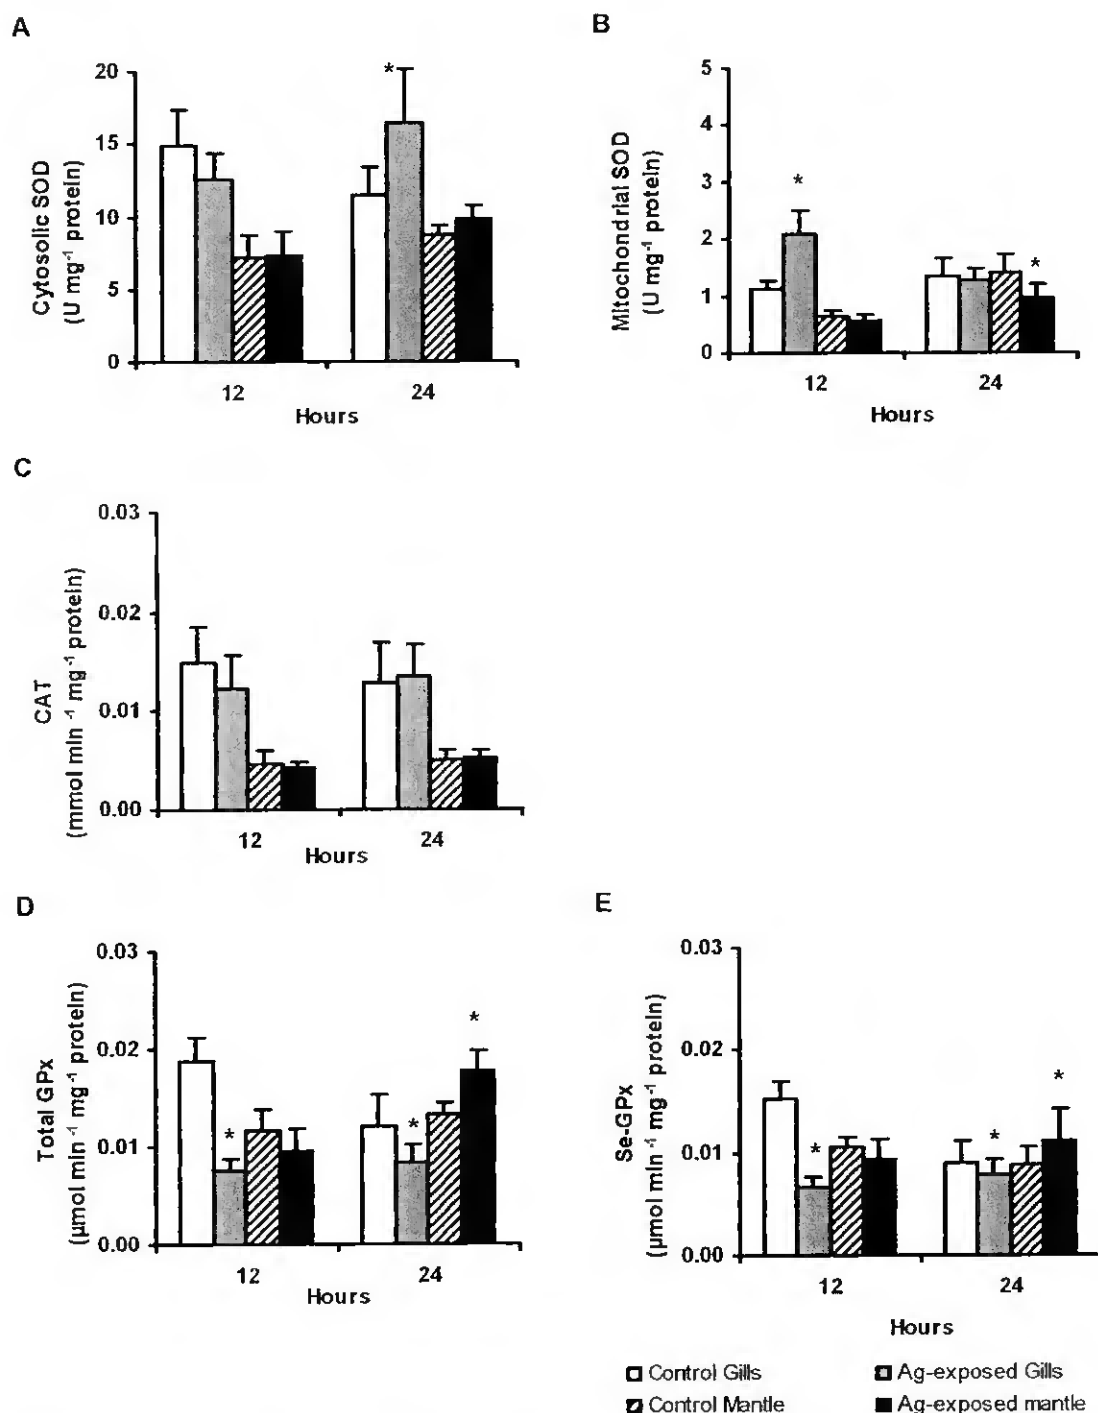 A
Cytosolic SOD
(U mg⁻¹ protein)
20
15
10
5
0
*
12
24
Hours
B
Mitochondrial SOD
(U mg⁻¹ protein)
5
4
3
2
1
0
*
*
12
24
Hours
C
CAT
(mmol min⁻¹ mg⁻¹ protein)
0.03
0.02
0.01
0.00
12
24
Hours
D
Total GPx
(µmol min⁻¹ mg⁻¹ protein)
0.03
0.02
0.01
0.00
*
*
*
12
24
Hours
E
Se-GPx
(µmol min⁻¹ mg⁻¹ protein)
0.03
0.02
0.01
0.00
*
*
*
12
24
Hours
Control Gills
Ag-exposed Gills
Control Mantle
Ag-exposed mantle